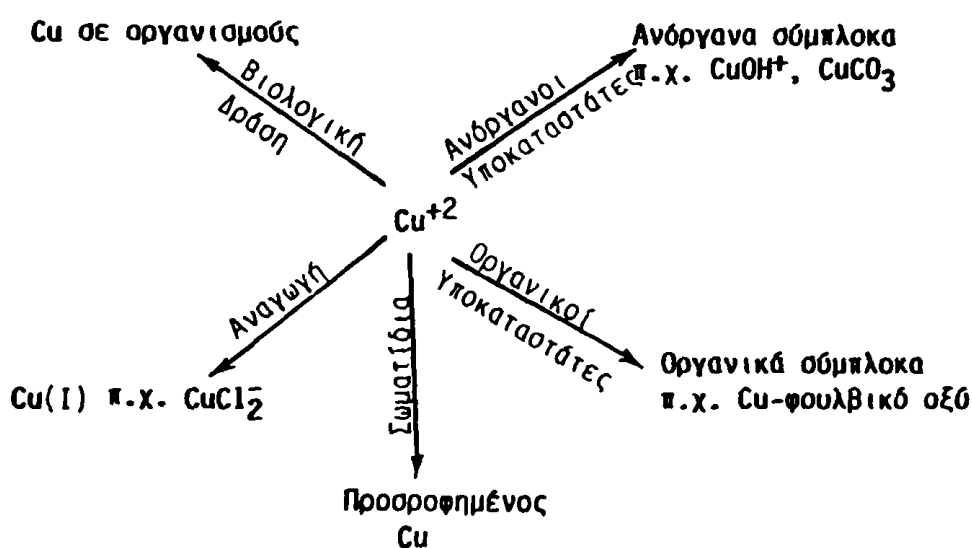 Cu σε οργανισμούς
Ανόργανα σύμπλοκα
π.χ. CuOH⁺, CuCO₃
Βιολογική
Δράση
Ανόργανοι
Υποκαταστάτες
Cu⁺²
Αναγωγή
Σωματίδια
Οργανικοί
Υποκαταστάτες
Cu(I) π.χ. CuCl₂⁻
Οργανικά σύμπλοκα
π.χ. Cu-φουλβικό οξύ
Προσροφημένος
Cu